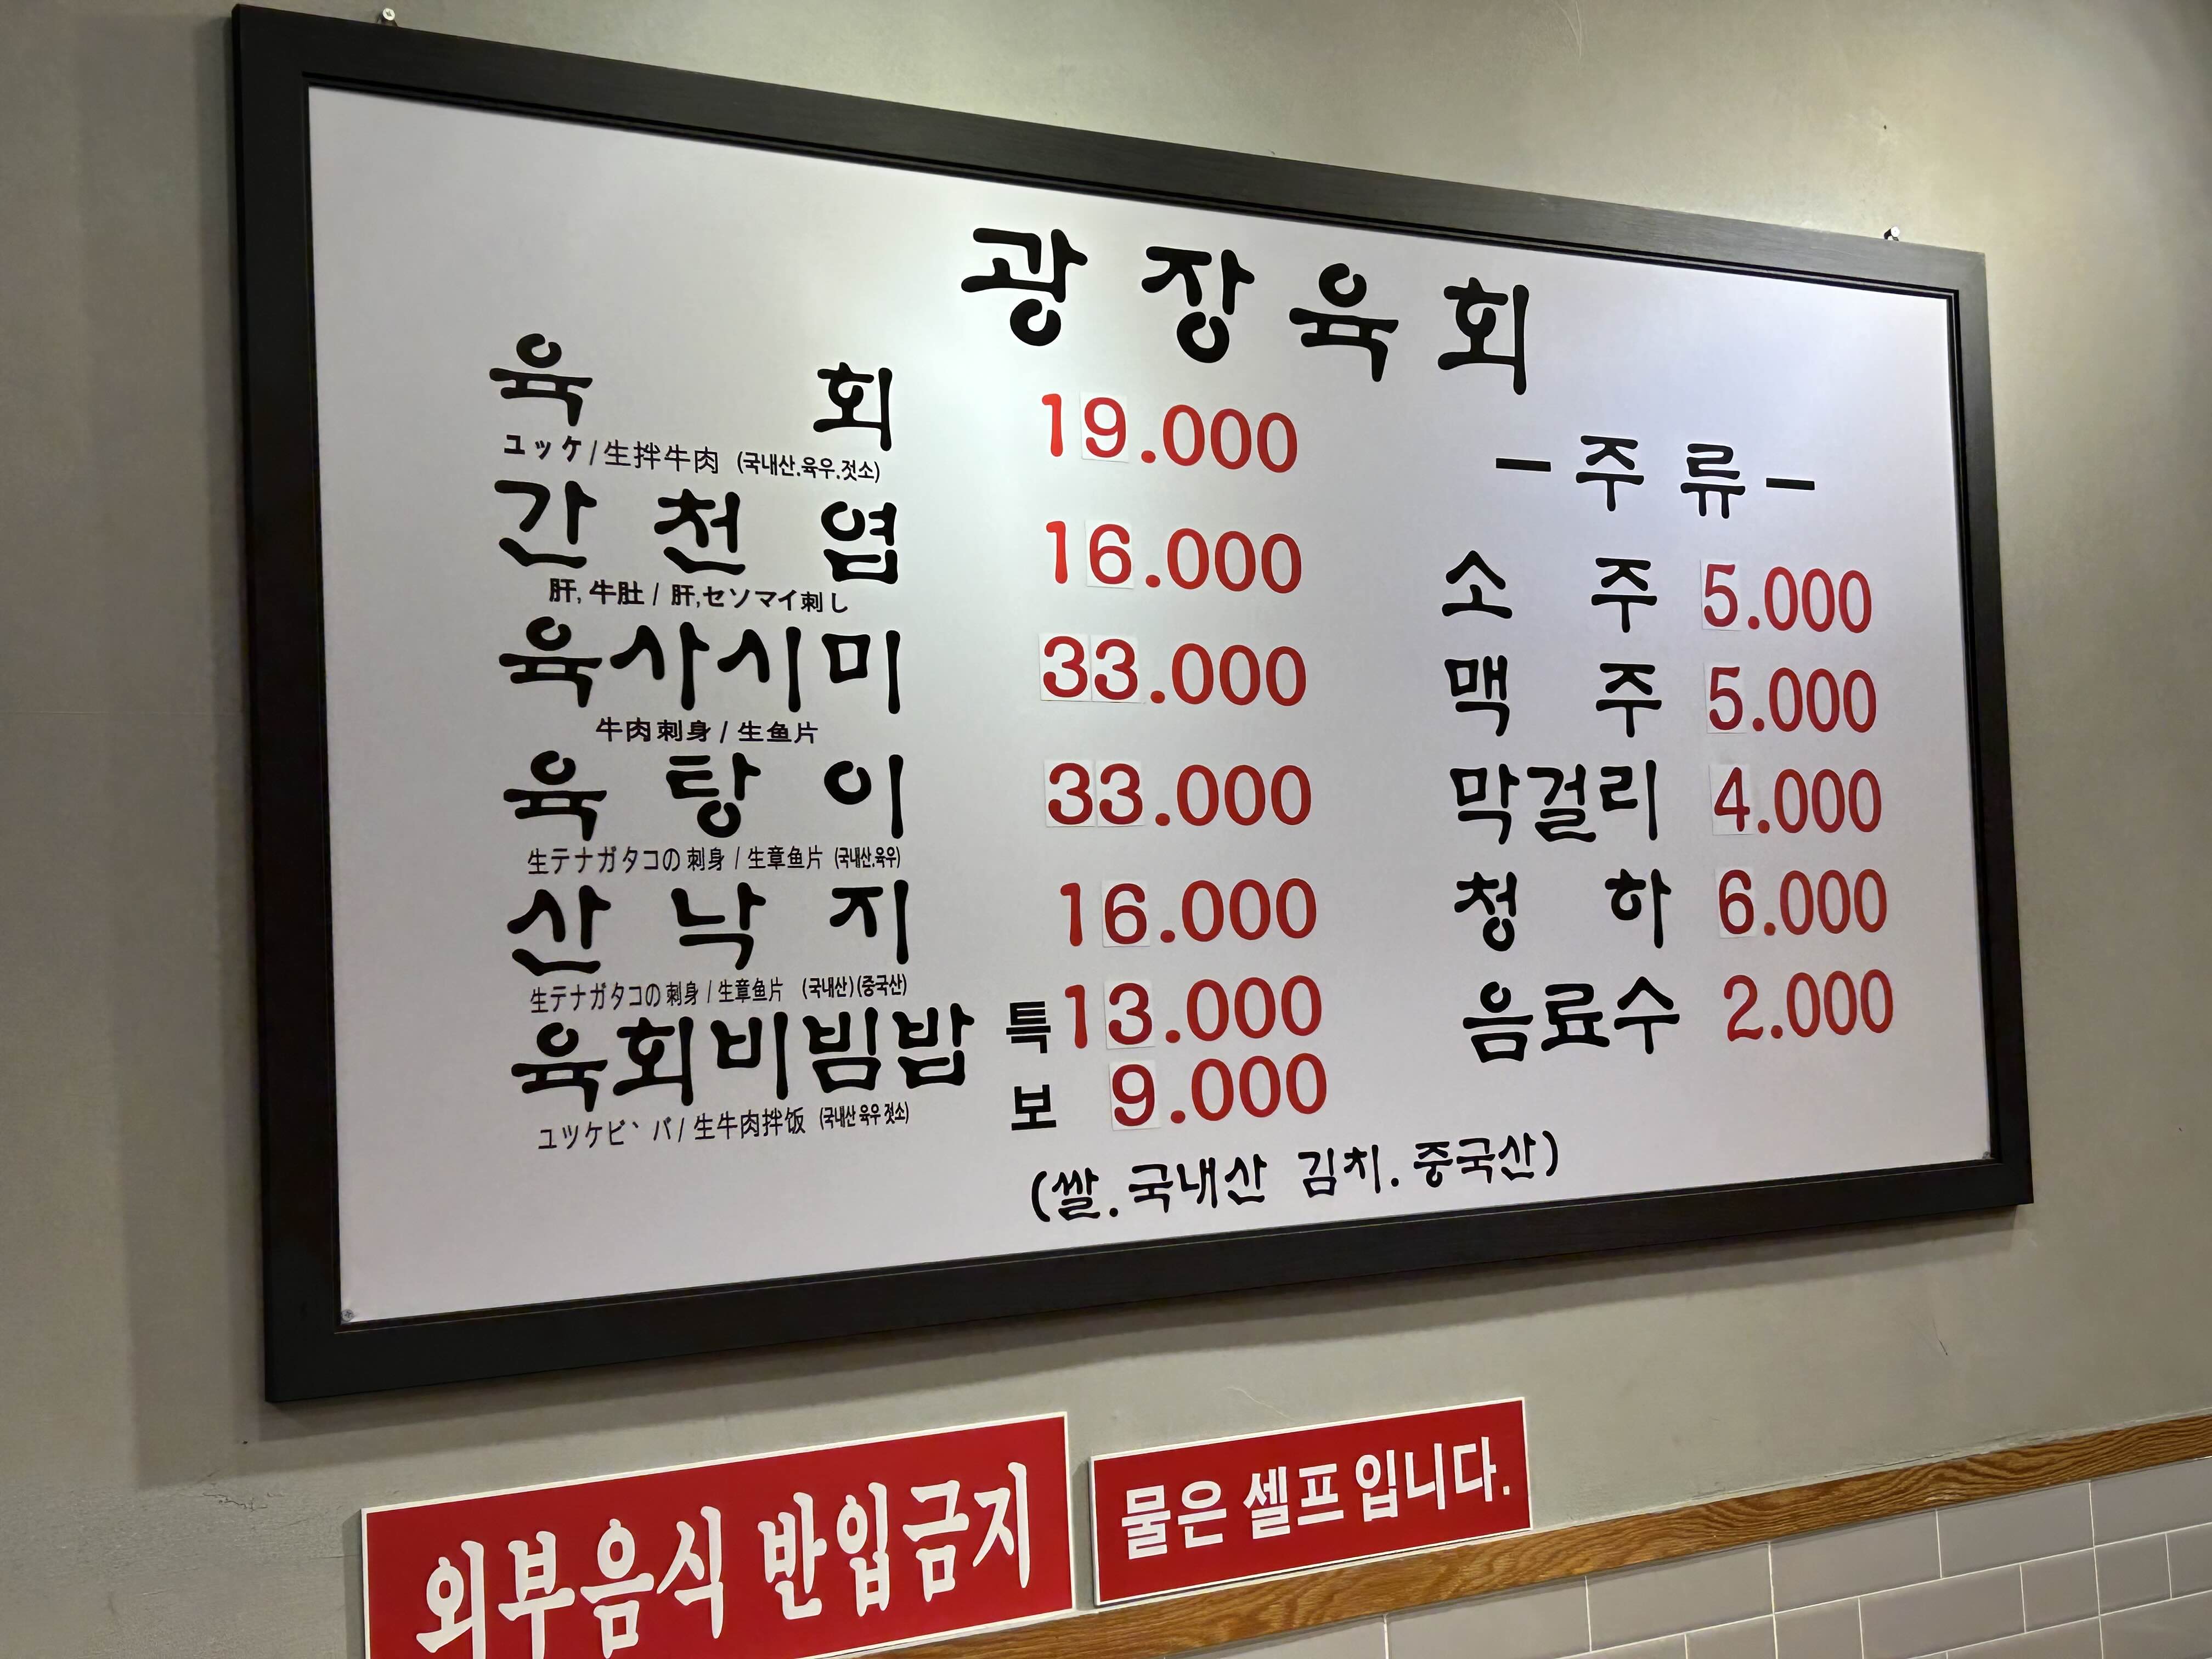 광장육회
육회 19.000
ユッケ/生拌牛肉 (국내산.육우.젓소)
간천엽 16.000
肝, 牛肚 / 肝,セソマイ刺し
육사시미 33.000
牛肉刺身 / 生鱼片
육탕이 33.000
生テナガタコの刺身 / 生章鱼片 (국내산.육우)
산낙지 16.000
生テナガタコの刺身 / 生章鱼片 (국내산)(중국산)
육회비빔밥 특 13.000
보 9.000
ユツケビ`バ/ 生牛肉拌饭 (국내산 육우 젓소)
-주류-
소주 5.000
맥주 5.000
막걸리 4.000
청하 6.000
음료수 2.000
(쌀.국내산 김치.중국산)
외부음식 반입금지
물은 셀프 입니다.